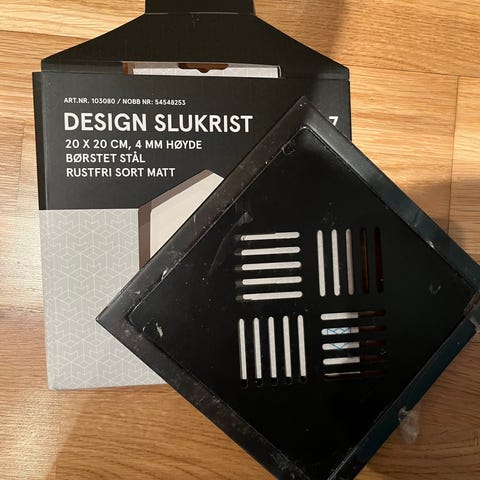 ART.NR. 103080 / NOBB NR: 54548253
DESIGN SLUKRIST
7
20 X 20 CM, 4 MM HØYDE
BØRSTET STÅL
RUSTFRI SORT MATT